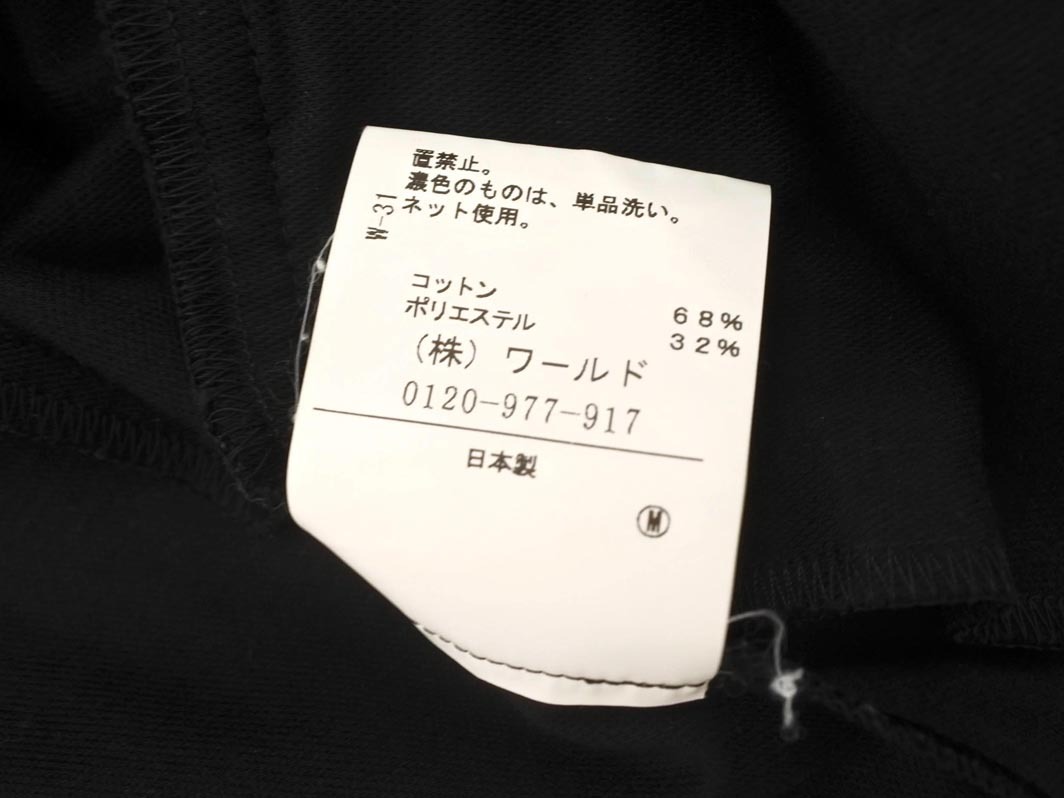 置禁止。
濃色のものは、単品洗い。
ネット使用。
W-31
コットン 68%
ポリエステル 32%
(株)ワールド
0120-977-917
日本製
Ⓜ